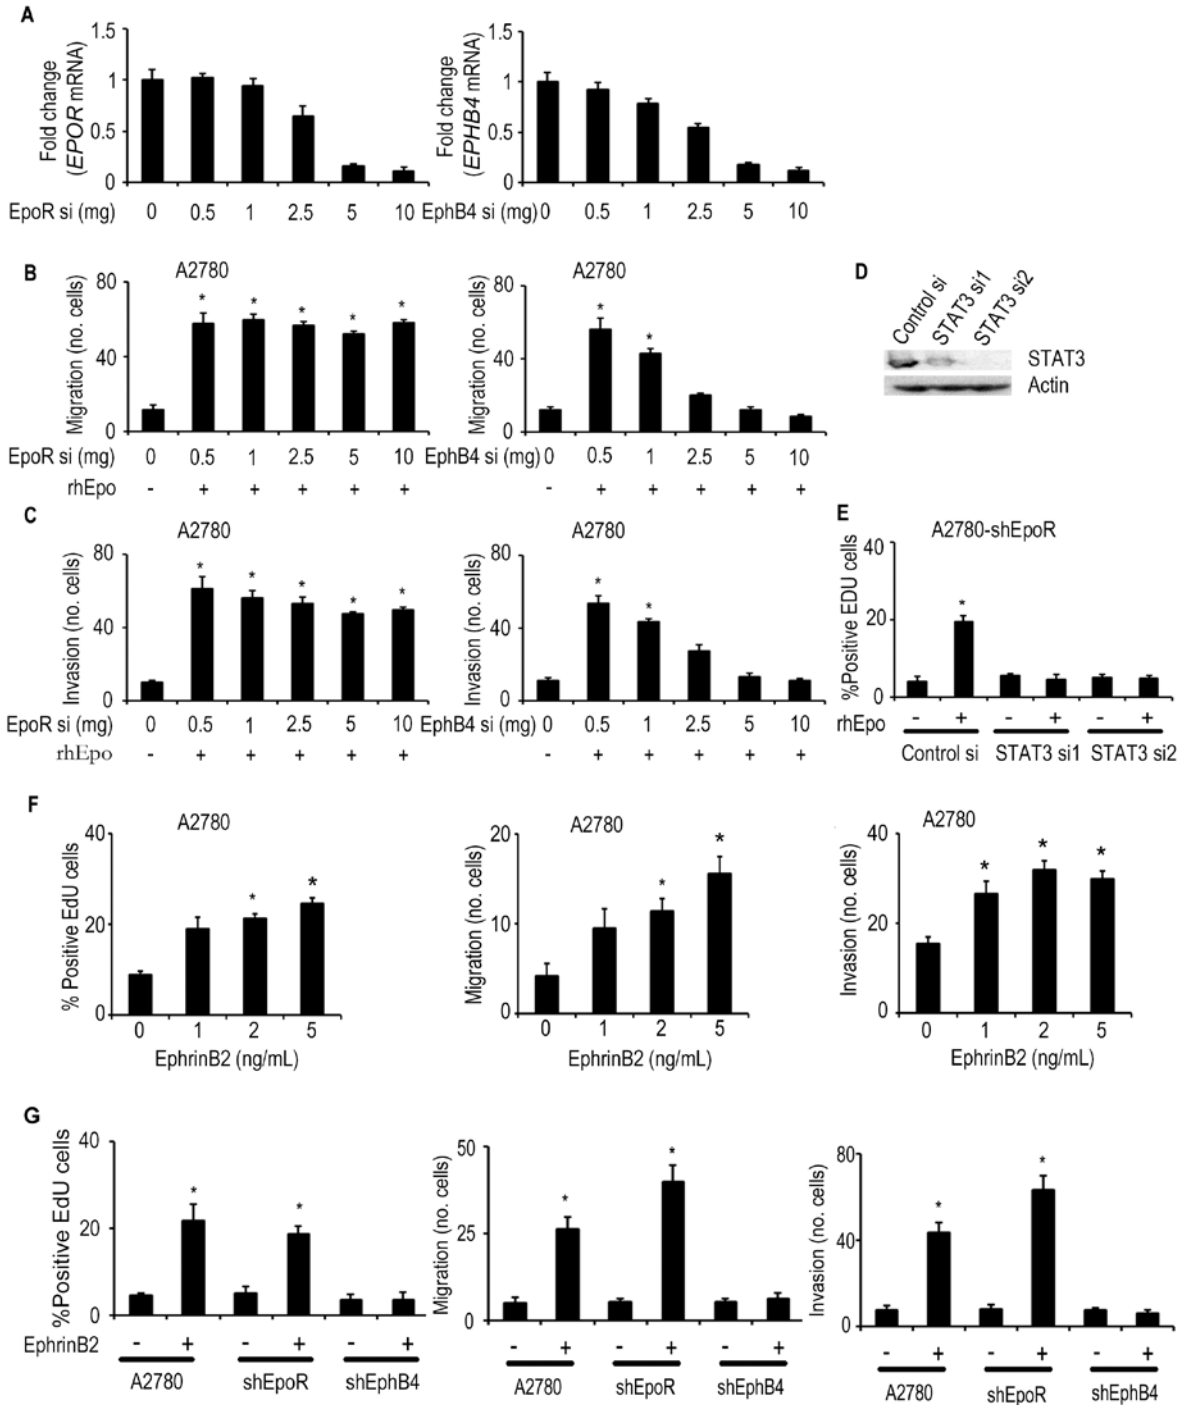 A
Fold change
(EPOR mRNA)
1.5
1
0.5
0
EpoR si (mg) 0 0.5 1 2.5 5 10
Fold change
(EPHB4 mRNA)
1.5
1
0.5
0
EphB4 si (mg) 0 0.5 1 2.5 5 10
B
A2780
Migration (no. cells)
80
40
0
* * * * *
EpoR si (mg) 0 0.5 1 2.5 5 10
rhEpo - + + + + +
A2780
Migration (no. cells)
80
40
0
* *
EphB4 si (mg) 0 0.5 1 2.5 5 10
- + + + + +
D
Control si
STAT3 si1
STAT3 si2
STAT3
Actin
C
A2780
Invasion (no. cells)
80
40
0
* * * * *
EpoR si (mg) 0 0.5 1 2.5 5 10
rhEpo - + + + + +
A2780
Invasion (no. cells)
80
40
0
* *
EphB4 si (mg) 0 0.5 1 2.5 5 10
- + + + + +
E
A2780-shEpoR
%Positive EDU cells
40
20
0
*
rhEpo - + - + - +
Control si STAT3 si1 STAT3 si2
F
A2780
% Positive EdU cells
40
20
0
* *
0 1 2 5
EphrinB2 (ng/mL)
A2780
Migration (no. cells)
20
10
0
* *
0 1 2 5
EphrinB2 (ng/mL)
A2780
Invasion (no. cells)
40
20
0
* * *
0 1 2 5
EphrinB2 (ng/mL)
G
%Positive EdU cells
40
20
0
* *
EphrinB2 - + - + - +
A2780 shEpoR shEphB4
Migration (no. cells)
50
25
0
* *
- + - + - +
A2780 shEpoR shEphB4
Invasion (no. cells)
80
40
0
* *
- + - + - +
A2780 shEpoR shEphB4